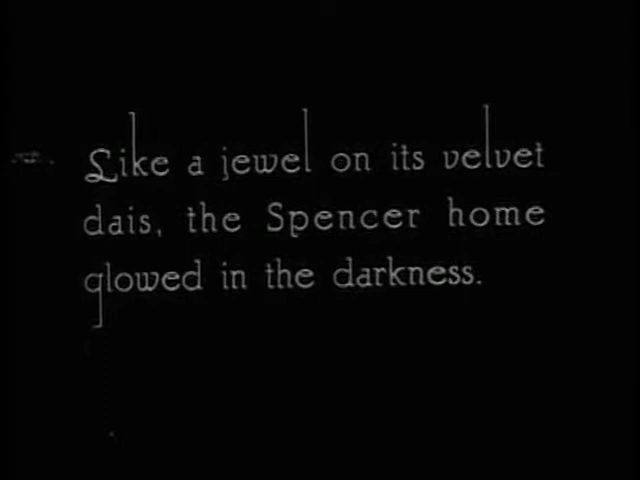 Like a jewel on its velvet
dais, the Spencer home
glowed in the darkness.